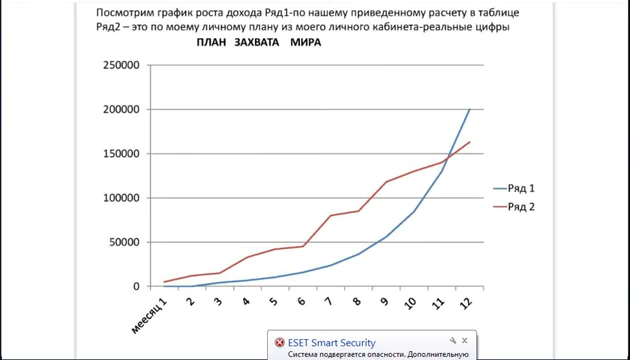 Посмотрим график роста дохода Ряд1-по нашему приведенному расчету в таблице
Ряд2 – это по моему личному плану из моего личного кабинета-реальные цифры
ПЛАН ЗАХВАТА МИРА
250000
200000
150000
100000
50000
0
Ряд 1
Ряд 2
меесяц 1
2
3
4
5
6
7
8
9
10
11
12
ESET Smart Security
Система подвергается опасности. Дополнительную